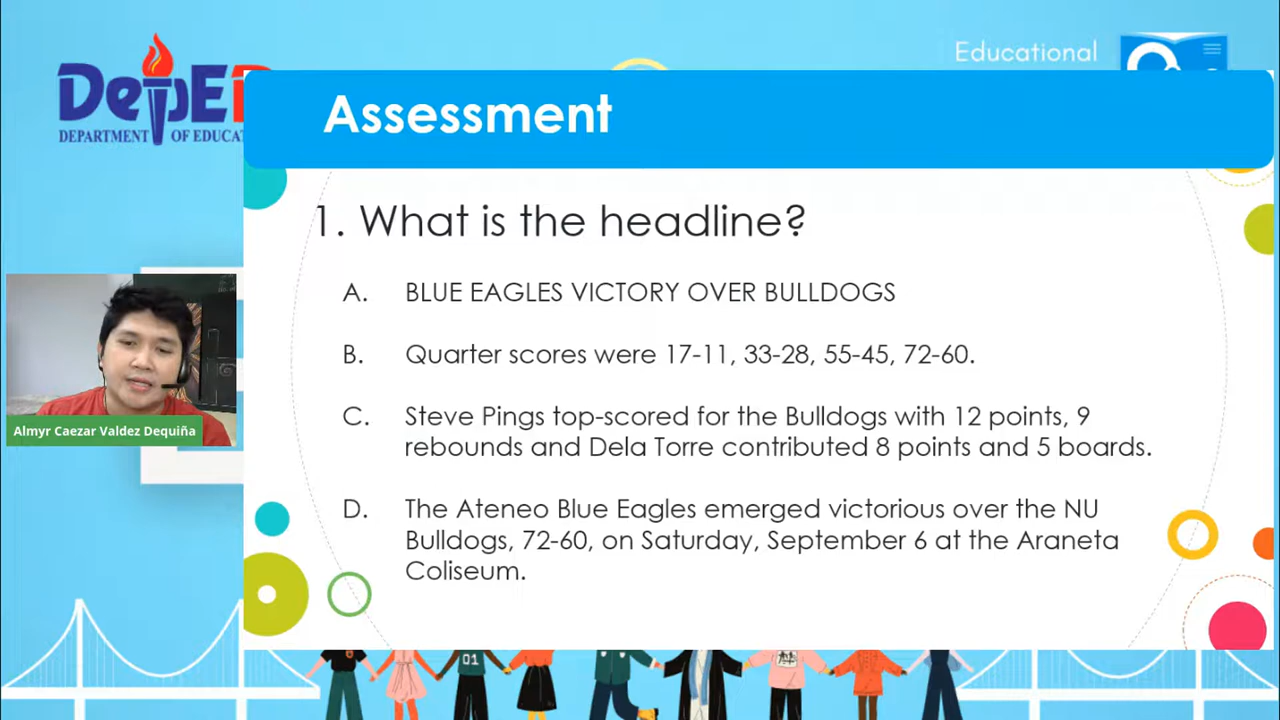 DepE
DEPARTMENT OF EDUCAT
Educational
Assessment
1. What is the headline?
A. BLUE EAGLES VICTORY OVER BULLDOGS
B. Quarter scores were 17-11, 33-28, 55-45, 72-60.
C. Steve Pings top-scored for the Bulldogs with 12 points, 9
rebounds and Dela Torre contributed 8 points and 5 boards.
D. The Ateneo Blue Eagles emerged victorious over the NU
Bulldogs, 72-60, on Saturday, September 6 at the Araneta
Coliseum.
Almyr Caezar Valdez Dequiña
01